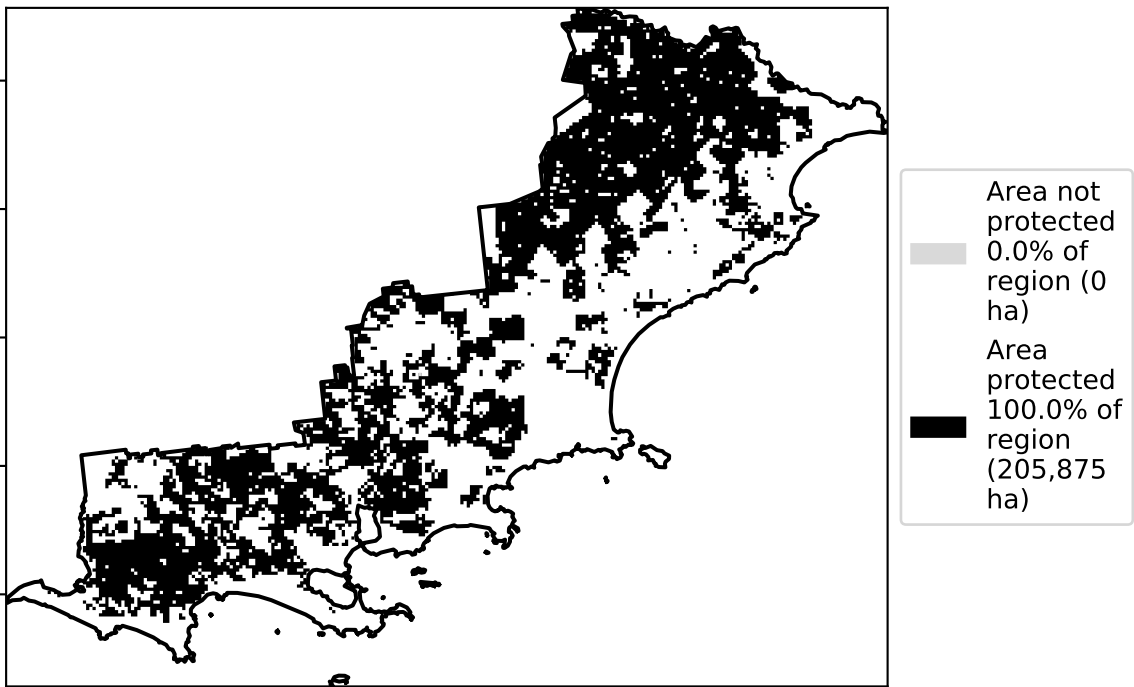 Area not
protected
0.0% of
region (0
ha)
Area
protected
100.0% of
region
(205,875
ha)